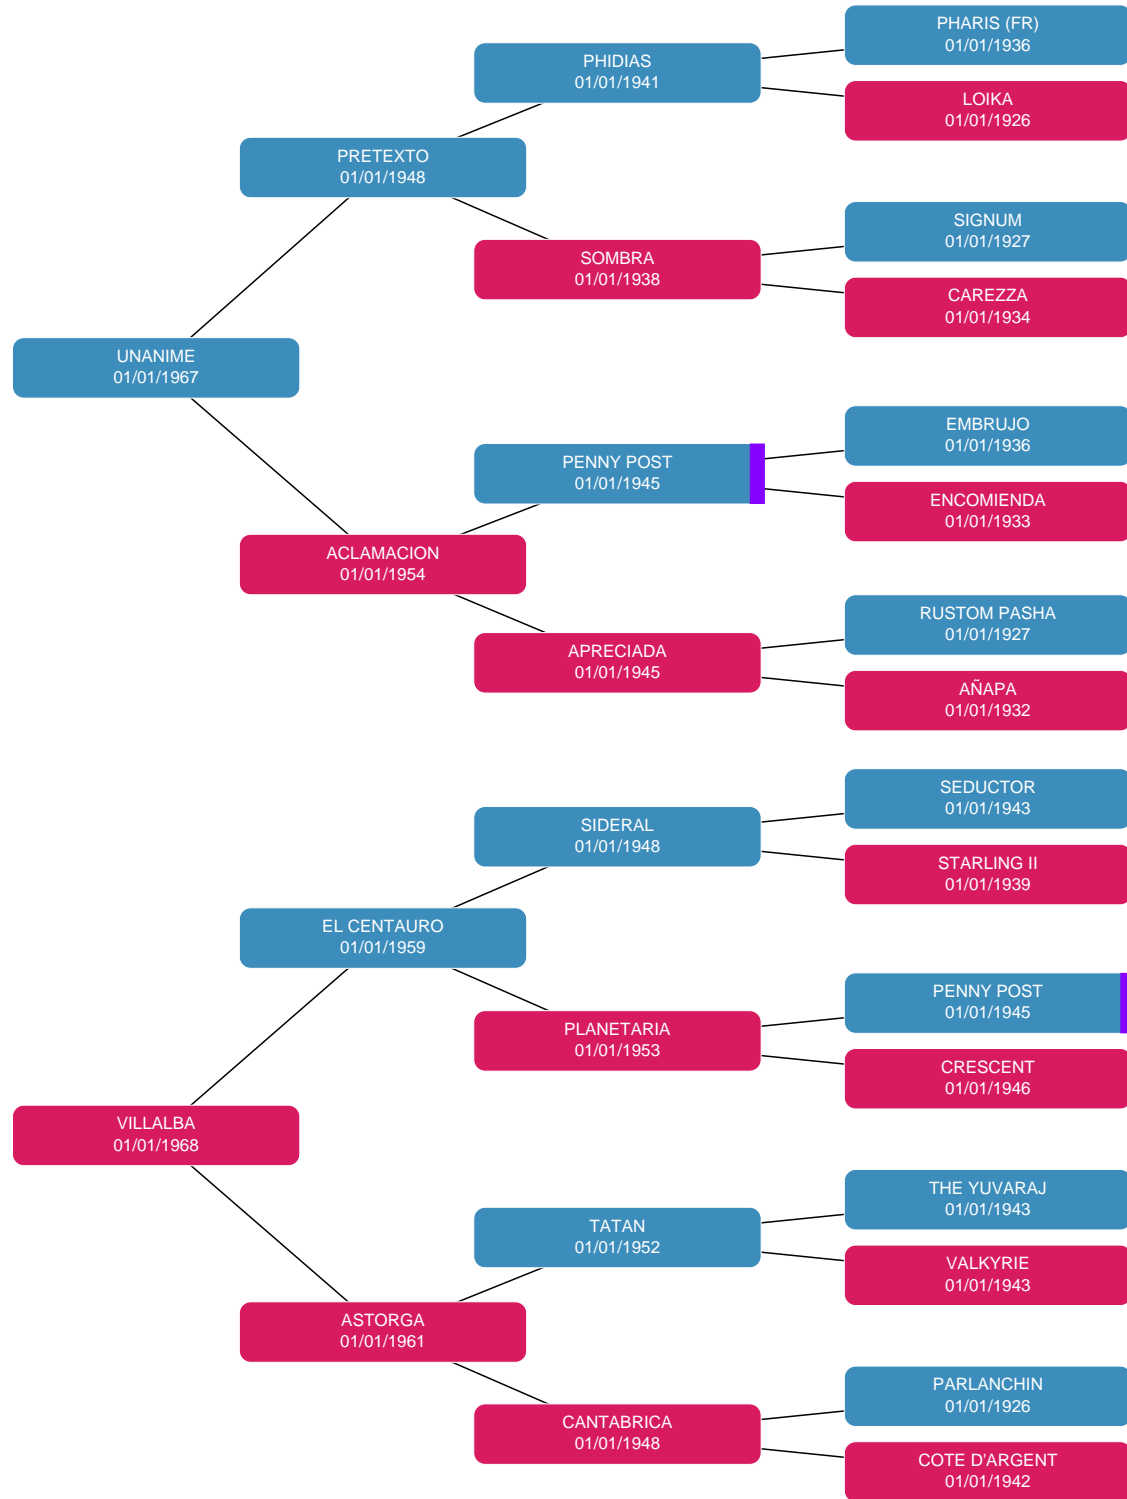 PHARIS (FR)
01/01/1936
PHIDIAS
01/01/1941
LOIKA
01/01/1926
PRETEXTO
01/01/1948
SIGNUM
01/01/1927
SOMBRA
01/01/1938
CAREZZA
01/01/1934
UNANIME
01/01/1967
EMBRUJO
01/01/1936
PENNY POST
01/01/1945
ENCOMIENDA
01/01/1933
ACLAMACION
01/01/1954
RUSTOM PASHA
01/01/1927
APRECIADA
01/01/1945
AÑAPA
01/01/1932
SEDUCTOR
01/01/1943
SIDERAL
01/01/1948
STARLING II
01/01/1939
EL CENTAURO
01/01/1959
PENNY POST
01/01/1945
PLANETARIA
01/01/1953
CRESCENT
01/01/1946
VILLALBA
01/01/1968
THE YUVARAJ
01/01/1943
TATAN
01/01/1952
VALKYRIE
01/01/1943
ASTORGA
01/01/1961
PARLANCHIN
01/01/1926
CANTABRICA
01/01/1948
COTE D'ARGENT
01/01/1942